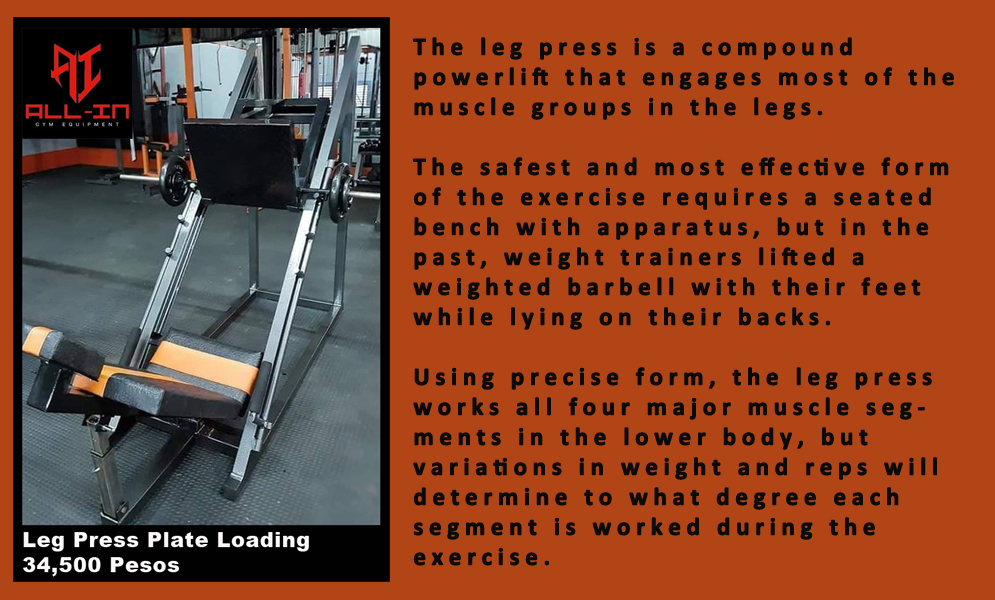 ALL-IN
GYM EQUIPMENT
Leg Press Plate Loading
34,500 Pesos
The leg press is a compound
powerlift that engages most of the
muscle groups in the legs.
The safest and most effective form
of the exercise requires a seated
bench with apparatus, but in the
past, weight trainers lifted a
weighted barbell with their feet
while lying on their backs.
Using precise form, the leg press
works all four major muscle seg-
ments in the lower body, but
variations in weight and reps will
determine to what degree each
segment is worked during the
exercise.